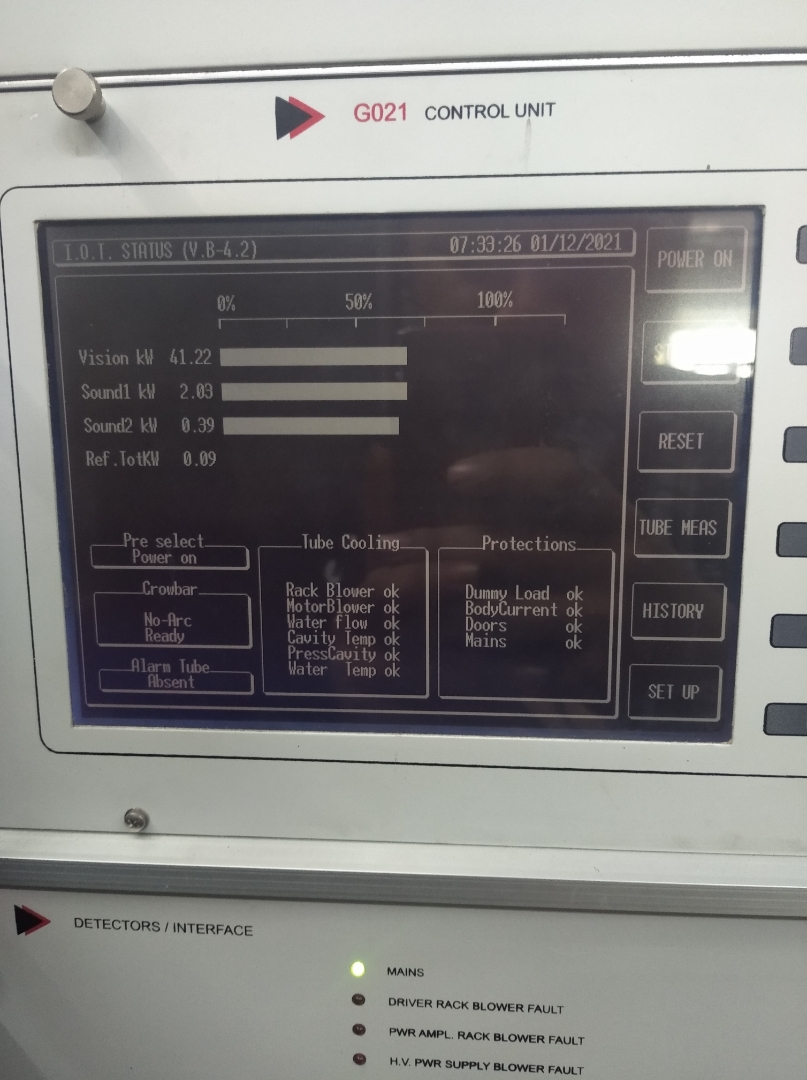 G021 CONTROL UNIT
I.O.T. STATUS (V.B-4.2) 07:33:26 01/12/2021
POWER ON
0% 50% 100%
Vision kW 41.22
Sound1 kW 2.03
Sound2 kW 0.39
Ref.TotKW 0.09
RESET
TUBE MEAS
HISTORY
SET UP
Pre select
Power on
Crowbar
No-Arc
Ready
Alarm Tube
Absent
Tube Cooling
Rack Blower ok
MotorBlower ok
Water flow ok
Cavity Temp ok
PressCavity ok
Water Temp ok
Protections
Dummy Load ok
BodyCurrent ok
Doors ok
Mains ok
DETECTORS / INTERFACE
MAINS
DRIVER RACK BLOWER FAULT
PWR AMPL. RACK BLOWER FAULT
H.V. PWR SUPPLY BLOWER FAULT